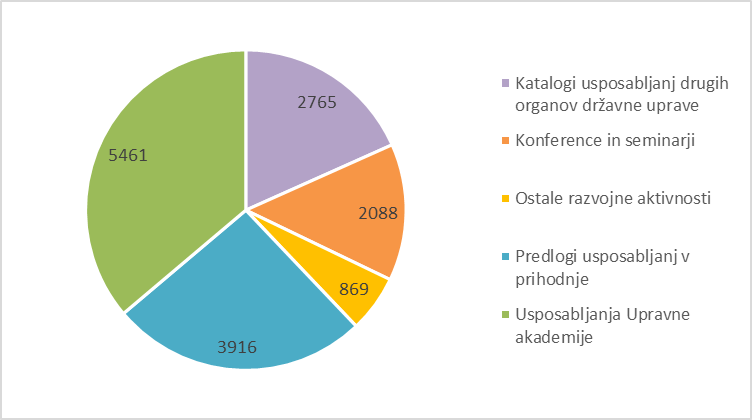 2765
2088
869
3916
5461
Katalogi usposabljanj drugih
organov državne uprave
Konference in seminarji
Ostale razvojne aktivnosti
Predlogi usposabljanj v
prihodnje
Usposabljanja Upravne
akademije